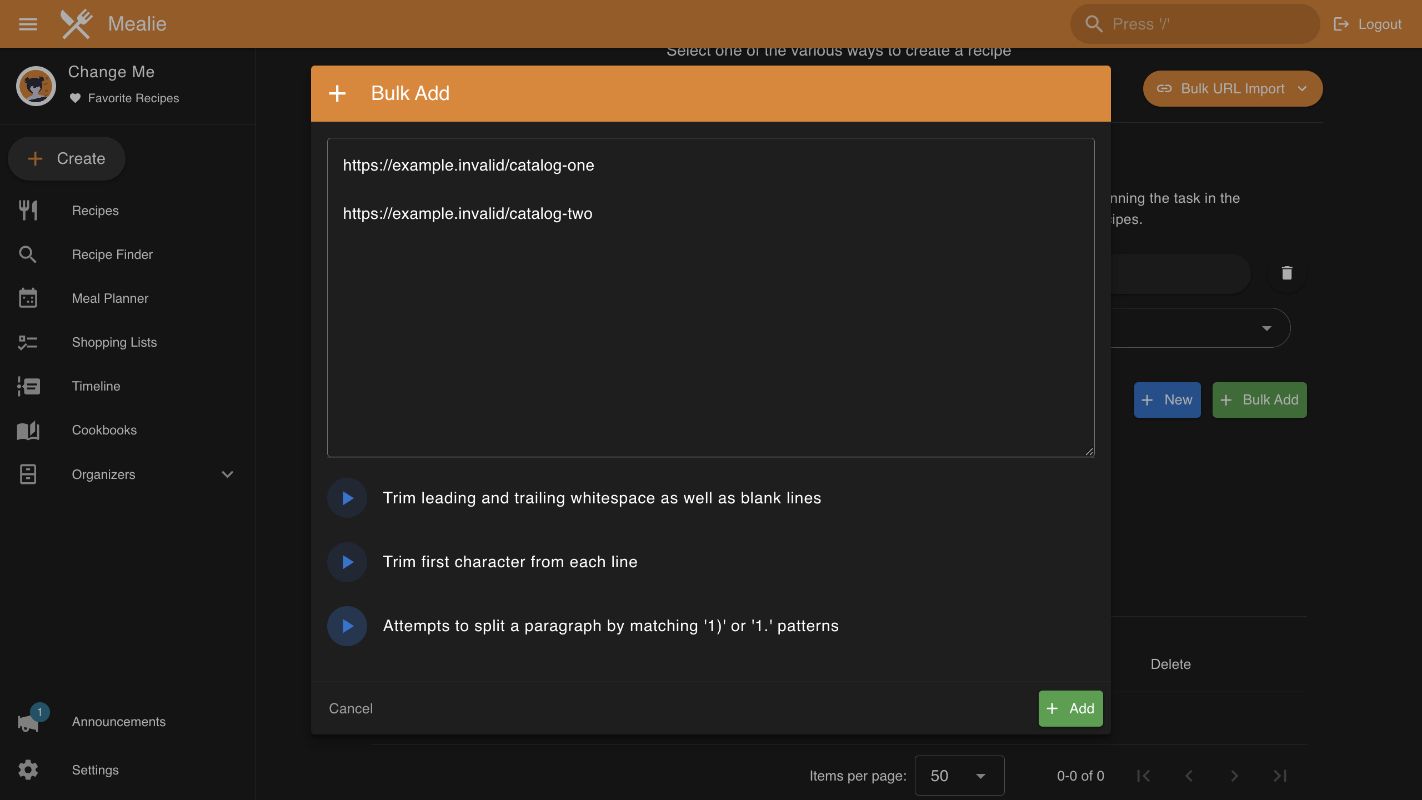 Mealie
Press '/'
Logout
Select one of the various ways to create a recipe
Change Me
Favorite Recipes
Create
Recipes
Recipe Finder
Meal Planner
Shopping Lists
Timeline
Cookbooks
Organizers
1
Announcements
Settings
Bulk Add
https://example.invalid/catalog-one
https://example.invalid/catalog-two
Trim leading and trailing whitespace as well as blank lines
Trim first character from each line
Attempts to split a paragraph by matching '1)' or '1.' patterns
Cancel
Add
Bulk URL Import
the task in the
New
Bulk Add
Delete
Items per page:
50
0-0 of 0